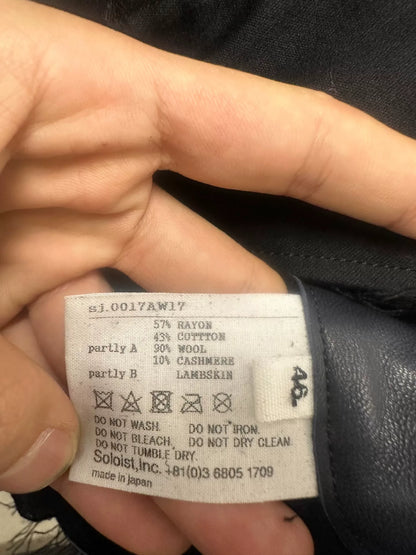 sj.0017AW17
57% RAYON
43% COTTTON
partly A 90% WOOL
10% CASHMERE
partly B LAMBSKIN
46.
DO NOT WASH. DO NOT IRON.
DO NOT BLEACH. DO NOT DRY CLEAN.
DO NOT TUMBLE DRY.
Soloist,Inc. +81(0)3 6805 1709
made in japan